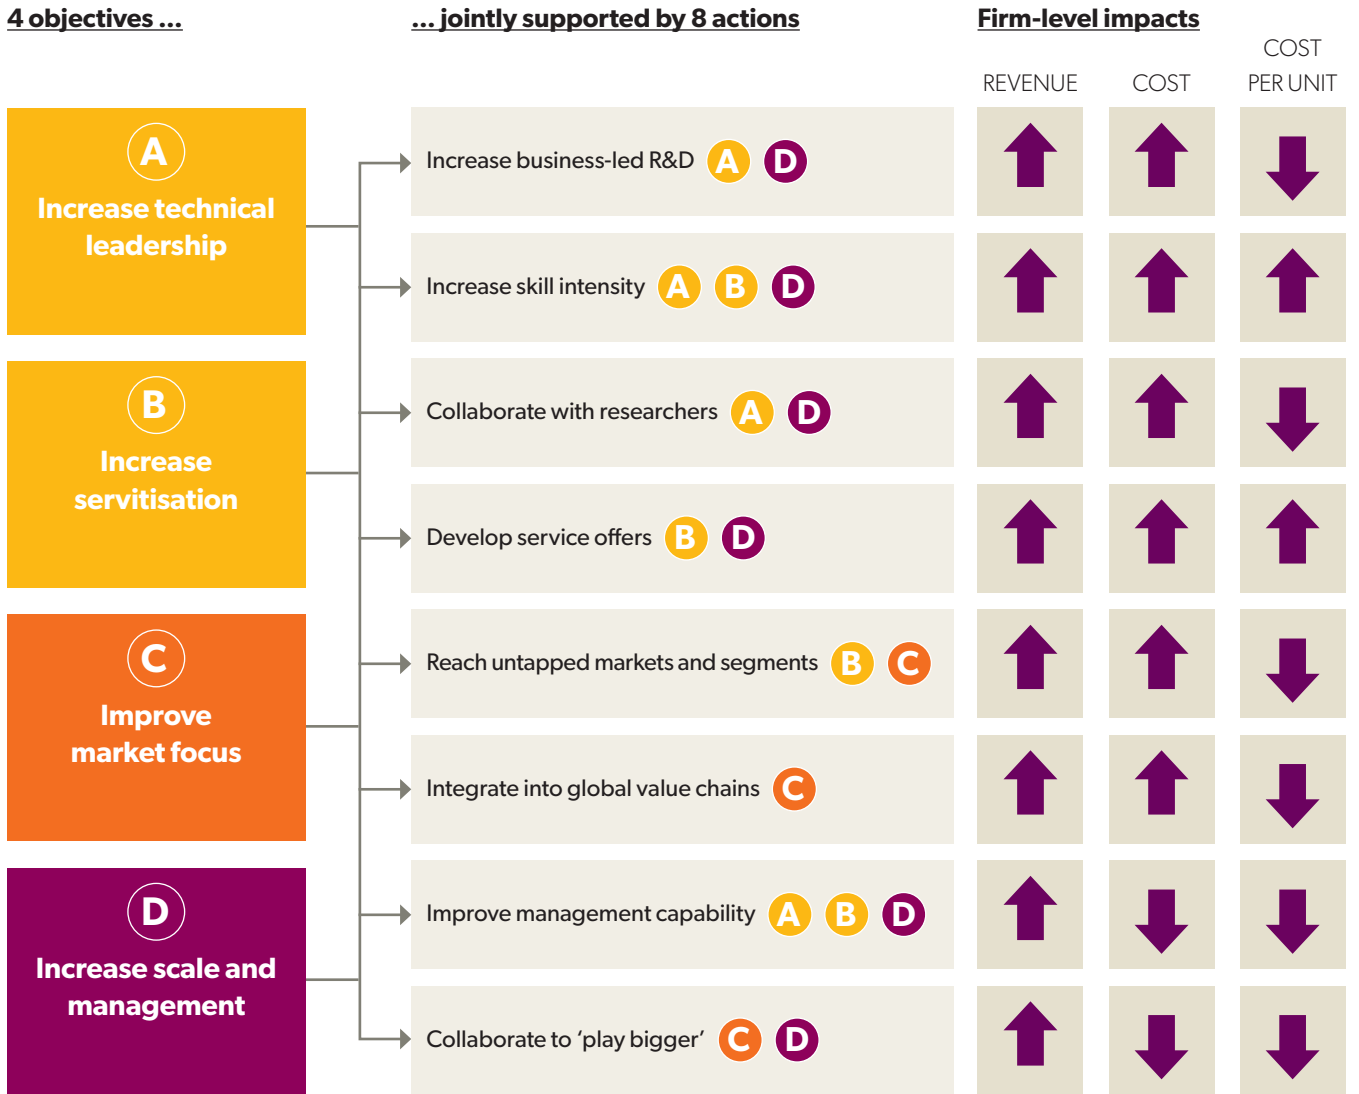 4 objectives ...
... jointly supported by 8 actions
Firm-level impacts
REVENUE
COST
COST
PER UNIT
A
Increase technical
leadership
B
Increase
servitisation
C
Improve
market focus
D
Increase scale and
management
Increase business-led R&D A D
Increase skill intensity A B D
Collaborate with researchers A D
Develop service offers B D
Reach untapped markets and segments B C
Integrate into global value chains C
Improve management capability A B D
Collaborate to ‘play bigger’ C D